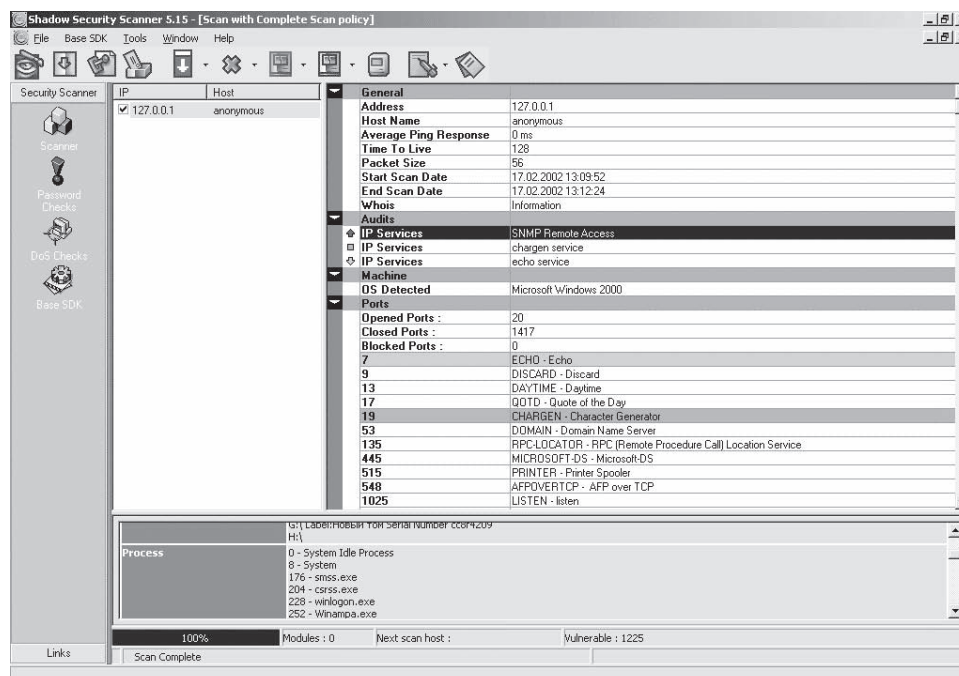 Shadow Security Scanner 5.15 - [Scan with Complete Scan policy]
File Base SDK Tools Window Help
Security Scanner
Scanner
Password Checks
DoS Checks
Base SDK
Links
IP Host
127.0.0.1 anonymous
General
Address 127.0.0.1
Host Name anonymous
Average Ping Response 0 ms
Time To Live 128
Packet Size 56
Start Scan Date 17.02.2002 13:09:52
End Scan Date 17.02.2002 13:12:24
Whois Information
Audits
IP Services SNMP Remote Access
IP Services chargen service
IP Services echo service
Machine
OS Detected Microsoft Windows 2000
Ports
Opened Ports : 20
Closed Ports : 1417
Blocked Ports : 0
7 ECHO - Echo
9 DISCARD - Discard
13 DAYTIME - Daytime
17 QOTD - Quote of the Day
19 CHARGEN - Character Generator
53 DOMAIN - Domain Name Server
135 RPC-LOCATOR - RPC (Remote Procedure Call) Location Service
445 MICROSOFT-DS - Microsoft-DS
515 PRINTER - Printer Spooler
548 AFPOVERTCP - AFP over TCP
1025 LISTEN - listen
G:\ Label:Новый том Serial Number
H:\
Process 0 - System Idle Process
8 - System
176 - smss.exe
204 - csrss.exe
228 - winlogon.exe
252 - Winampa.exe
100% Modules : 0 Next scan host : Vulnerable : 1225
Scan Complete